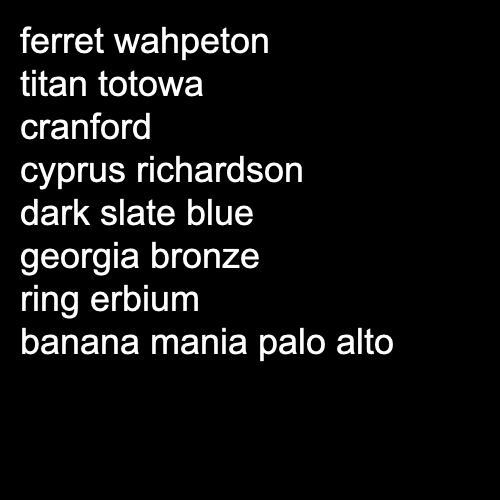 ferret wahpeton
titan totowa
cranford
cyprus richardson
dark slate blue
georgia bronze
ring erbium
banana mania palo alto